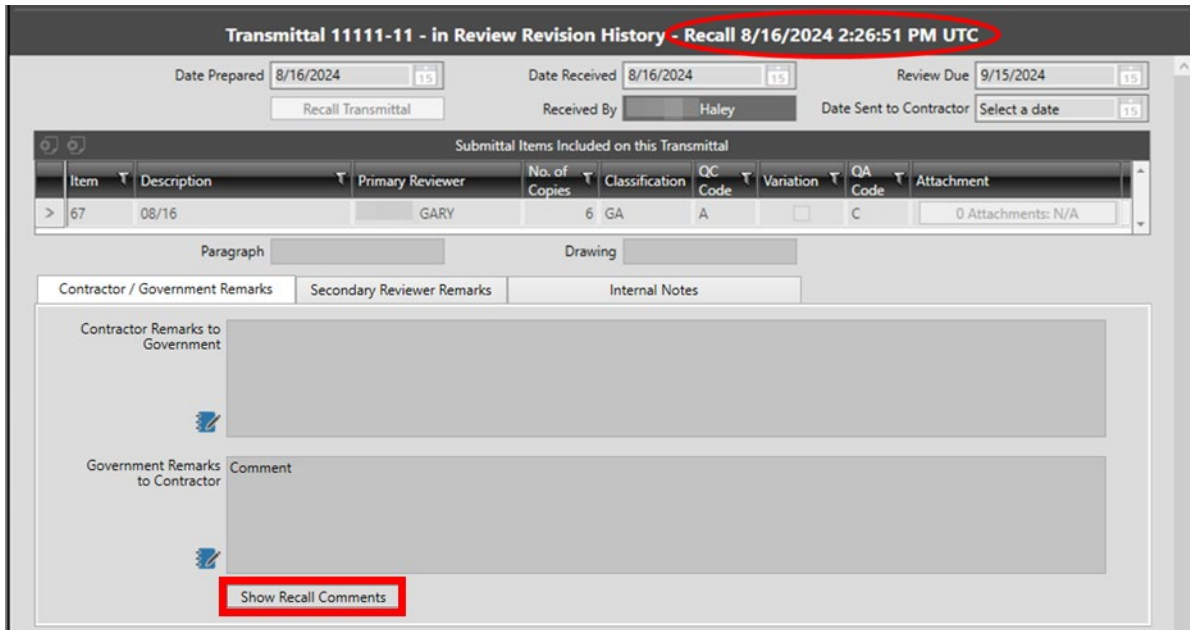 Transmittal 11111-11 - in Review Revision History - Recall 8/16/2024 2:26:51 PM UTC
Date Prepared 8/16/2024 15 Date Received 8/16/2024 15 Review Due 9/15/2024 15
Recall Transmittal Received By Haley Date Sent to Contractor Select a date 15
Submittal Items Included on this Transmittal
Item Description Primary Reviewer No. of Copies Classification QC Code Variation QA Code Attachment
> 67 08/16 GARY 6 GA A C 0 Attachments: N/A
Paragraph Drawing
Contractor / Government Remarks Secondary Reviewer Remarks Internal Notes
Contractor Remarks to
Government
Government Remarks Comment
to Contractor
Show Recall Comments